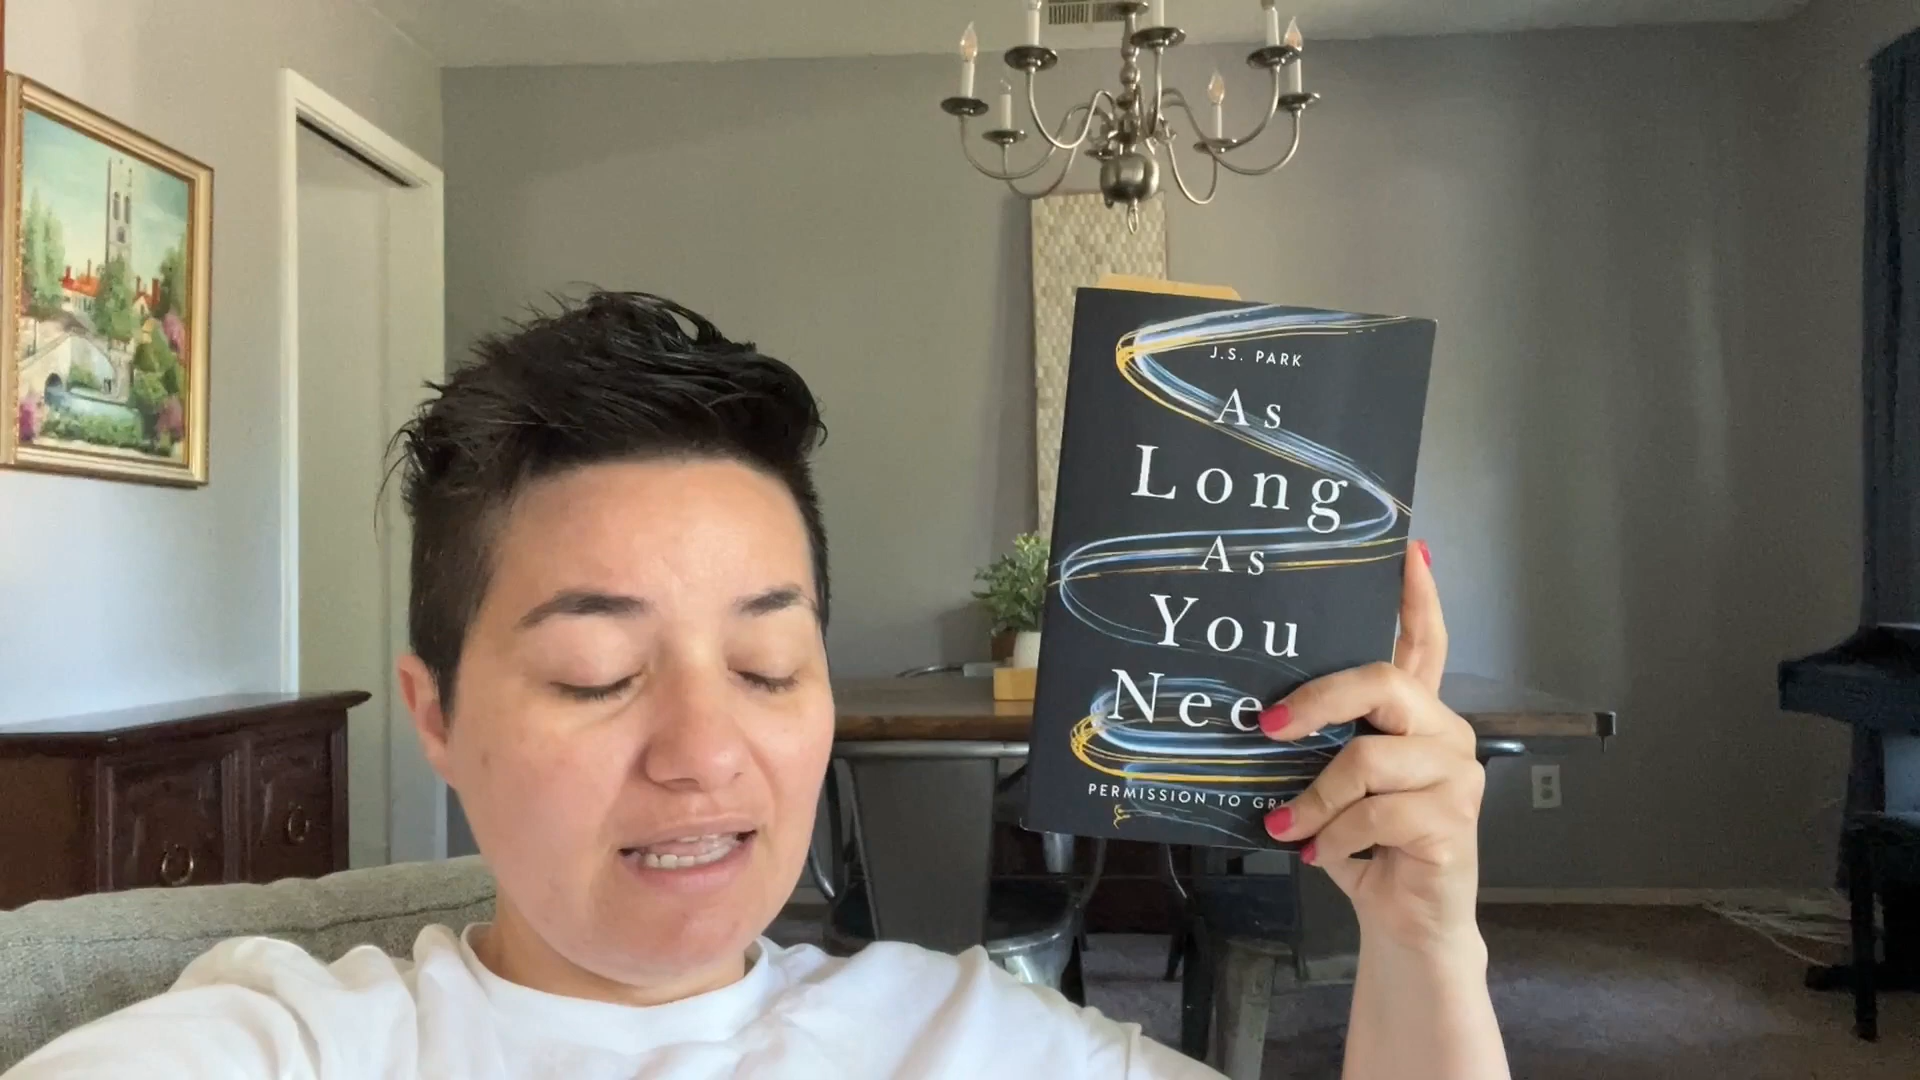 J.S. PARK
As
Long
As
You
Nee
PERMISSION TO GR